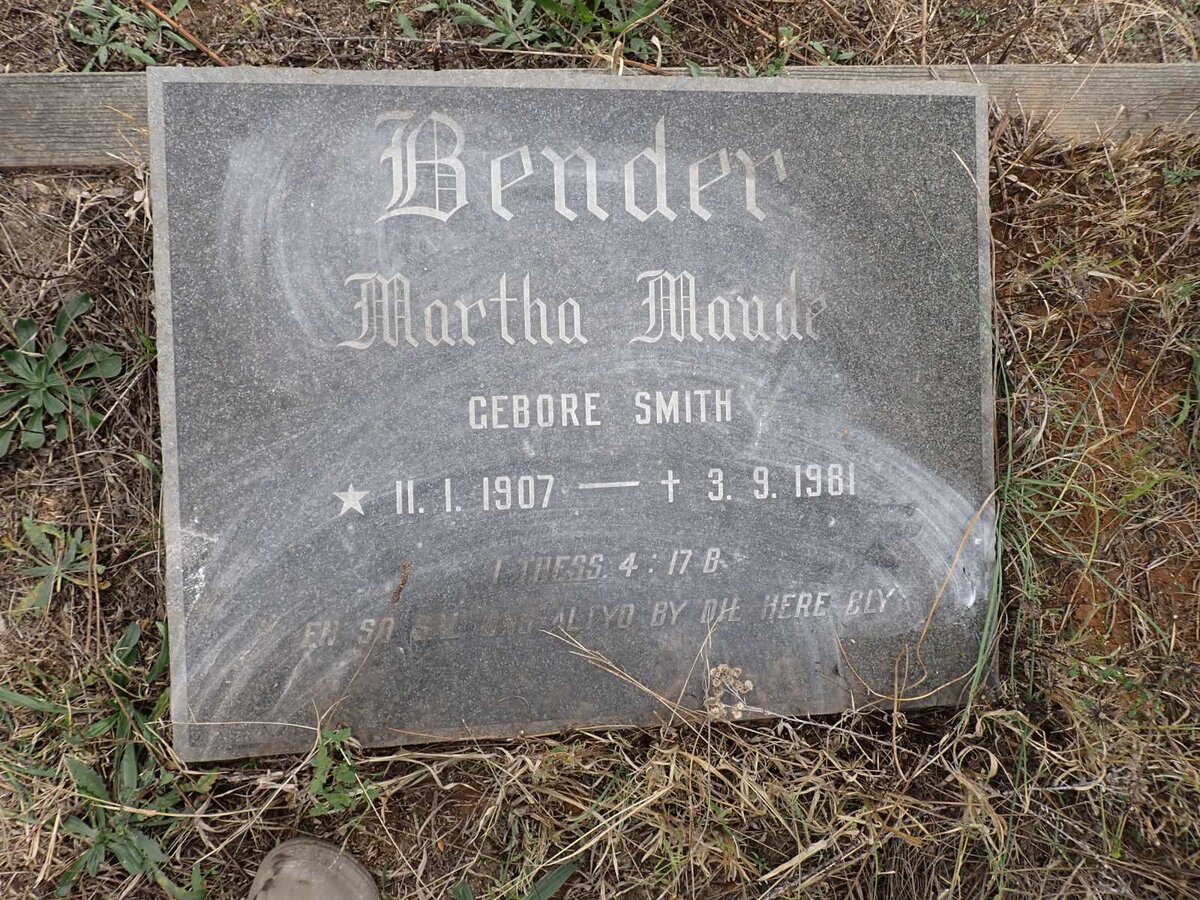 Bender
Martha Maude
GEBORE SMITH
★ 11. 1. 1907 — † 3. 9. 1981
I THESS. 4 : 17 B
EN SO SAL ONS ALTYD BY DIE HERE BLY